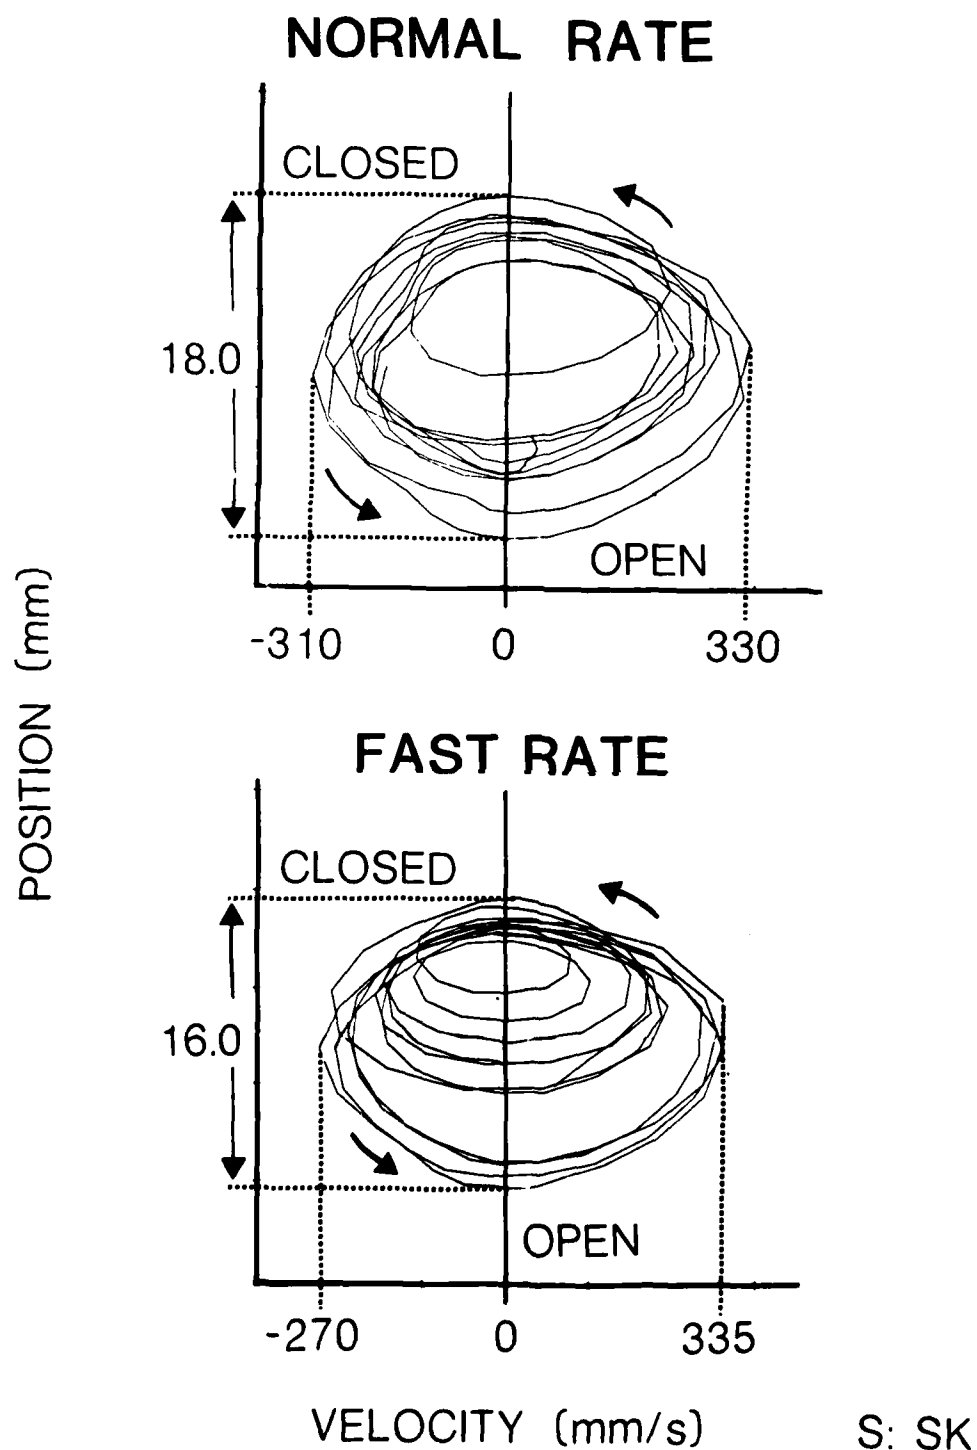 NORMAL RATE
CLOSED
18.0
OPEN
-310 0 330
POSITION (mm)
FAST RATE
CLOSED
16.0
OPEN
-270 0 335
VELOCITY (mm/s)
S: SK